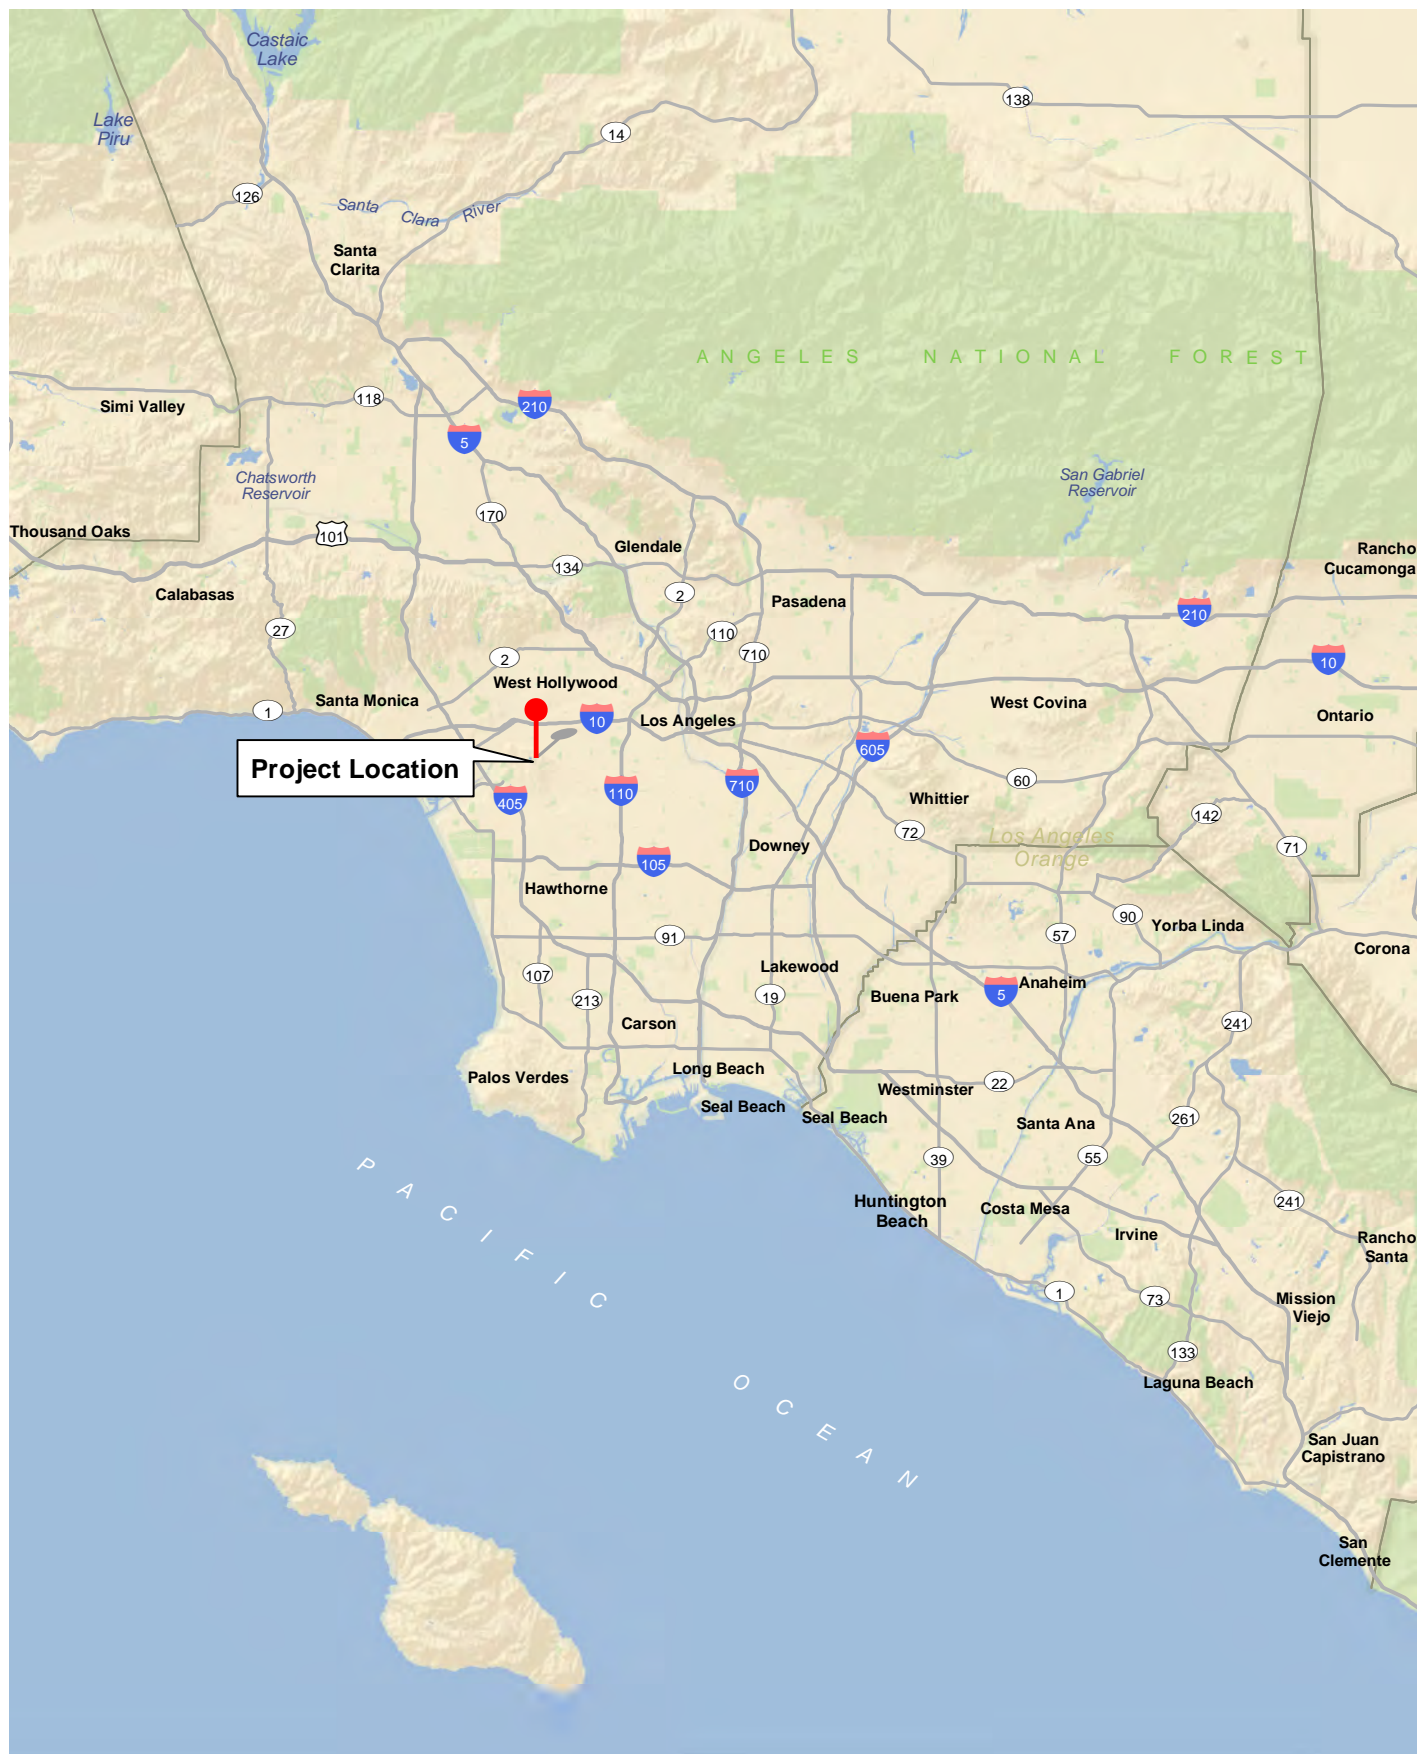 Castaic
Lake
138
Lake
Piru
14
126
Santa Clara River
Santa
Clarita
ANGELES NATIONAL FOREST
118
Simi Valley
210
5
Chatsworth
Reservoir
San Gabriel
Reservoir
170
Thousand Oaks
101
Glendale
Rancho
Cucamonga
134
Calabasas
2
Pasadena
210
27
110
710
2
10
West Hollywood
Santa Monica
West Covina
1
10
Los Angeles
Ontario
605
Project Location
60
405
110
710
Whittier
142
72
Los Angeles
Orange
Downey
71
105
Hawthorne
90
Yorba Linda
91
57
Corona
Lakewood
107
Anaheim
19
Buena Park
5
213
Carson
241
Long Beach
Palos Verdes
22
Westminster
Seal Beach
Seal Beach
261
Santa Ana
39
55
PACIFIC
Huntington
Beach
241
Costa Mesa
Irvine
Rancho
Santa
1
73
Mission
Viejo
133
Laguna Beach
OCEAN
San Juan
Capistrano
San
Clemente